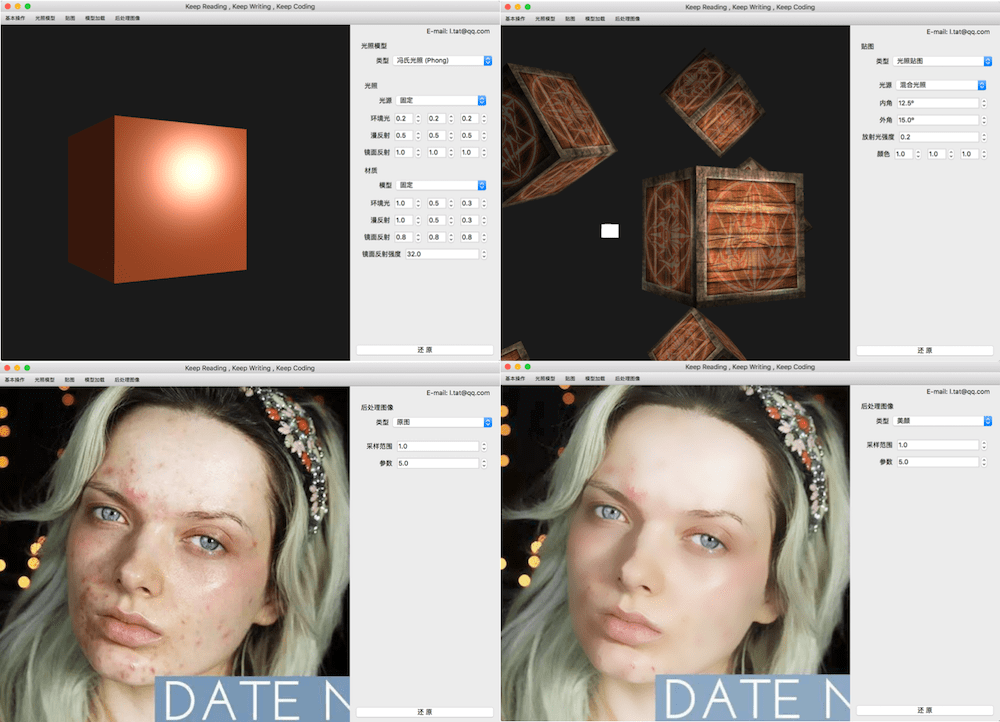 Keep Reading , Keep Writing , Keep Coding
基本操作 光照模型 贴图 模型加载 后处理图像
E-mail: l.tat@qq.com
光照模型
类型 冯氏光照 (Phong)
光照
光源 固定
环境光 0.2 0.2 0.2
漫反射 0.5 0.5 0.5
镜面反射 1.0 1.0 1.0
材质
模型 固定
环境光 1.0 0.5 0.3
漫反射 1.0 0.5 0.3
镜面反射 0.8 0.8 0.8
镜面反射强度 32.0
还 原
Keep Reading , Keep Writing , Keep Coding
基本操作 光照模型 贴图 模型加载 后处理图像
E-mail: l.tat@qq.com
贴图
类型 光照贴图
光源 混合光照
内角 12.5°
外角 15.0°
放射光强度 0.2
颜色 1.0 1.0 1.0
还 原
Keep Reading , Keep Writing , Keep Coding
基本操作 光照模型 贴图 模型加载 后处理图像
E-mail: l.tat@qq.com
后处理图像
类型 原图
采样范围 1.0
参数 5.0
DATE N
还 原
Keep Reading , Keep Writing , Keep Coding
基本操作 光照模型 贴图 模型加载 后处理图像
E-mail: l.tat@qq.com
后处理图像
类型 美颜
采样范围 1.0
参数 5.0
DATE N
还 原